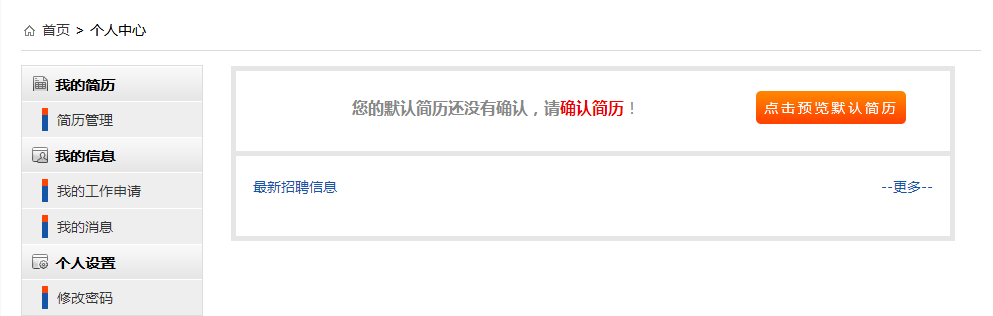 首页 > 个人中心
我的简历
简历管理
我的信息
我的工作申请
我的消息
个人设置
修改密码
您的默认简历还没有确认，请确认简历！
点击预览默认简历
最新招聘信息
--更多--